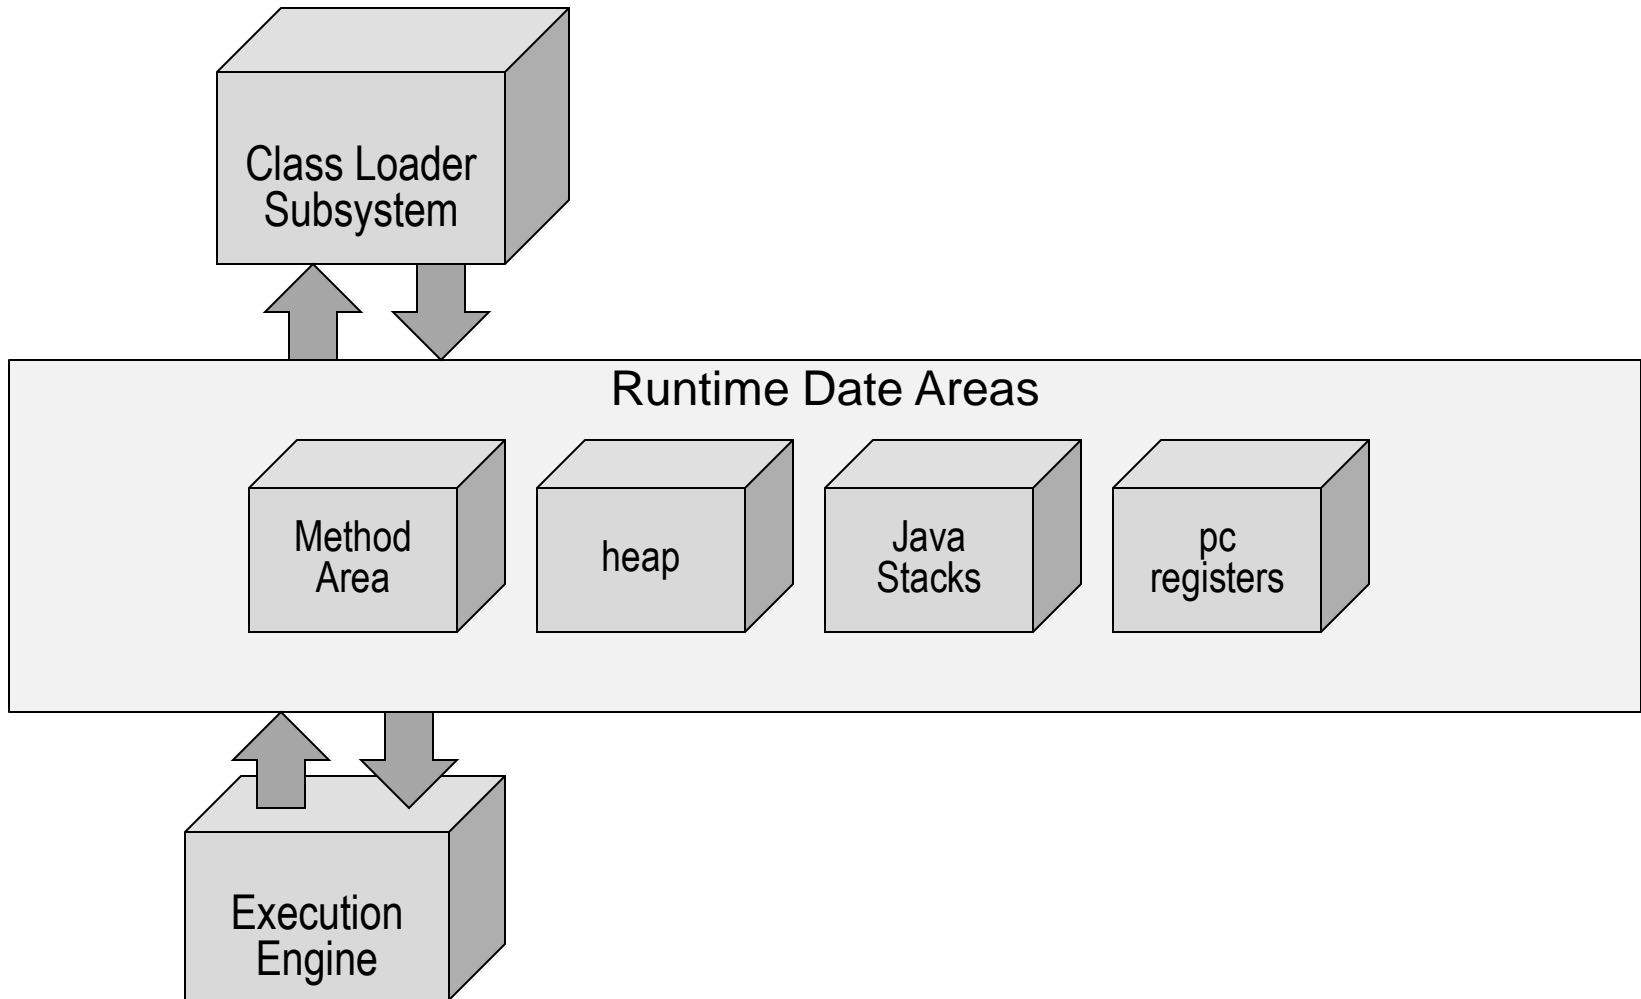 Class Loader
Subsystem
Runtime Date Areas
Method
Area
heap
Java
Stacks
pc
registers
Execution
Engine